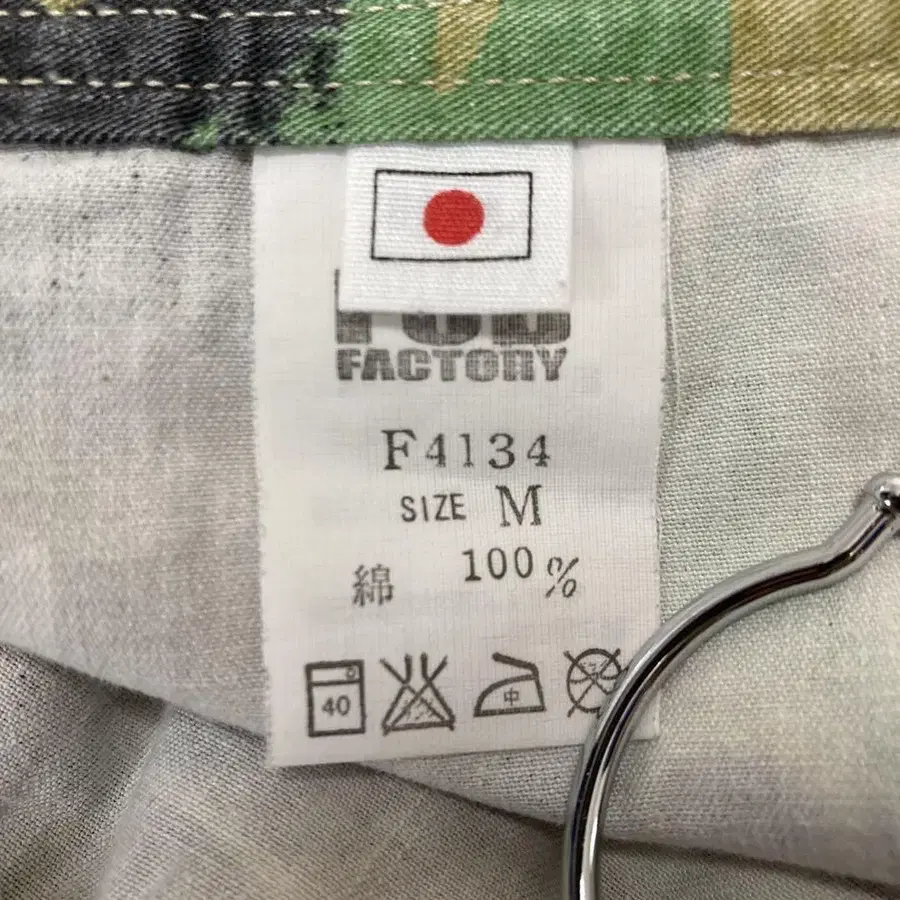 FACTORY
F4134
SIZE M
綿 100%
40
中